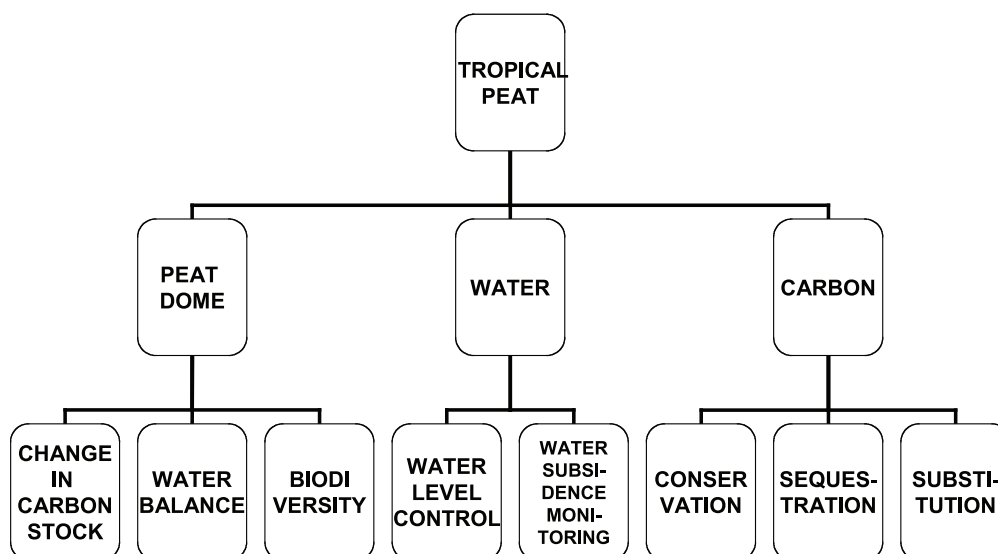 TROPICAL
PEAT
PEAT
DOME
WATER
CARBON
CHANGE
IN
CARBON
STOCK
WATER
BALANCE
BIODI
VERSITY
WATER
LEVEL
CONTROL
WATER
SUBSI-
DENCE
MONI-
TORING
CONSER
VATION
SEQUES-
TRATION
SUBSTI-
TUTION